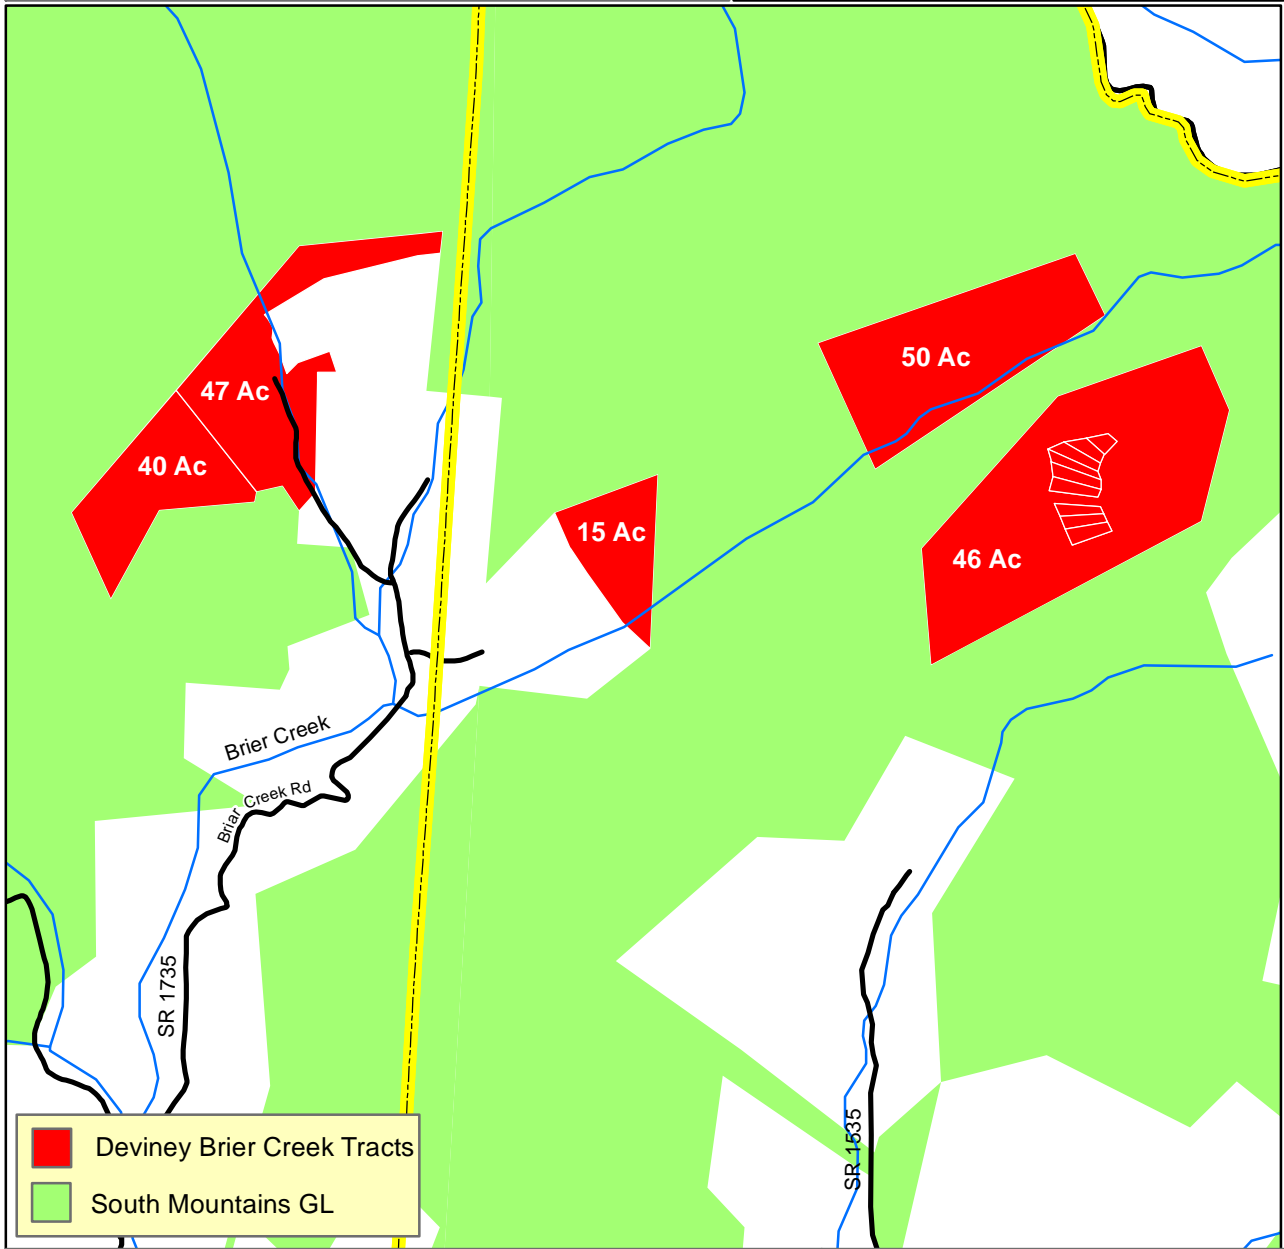 50 Ac
47 Ac
40 Ac
15 Ac
46 Ac
Brier Creek
Briar Creek Rd
SR 1735
SR 1535
Deviney Brier Creek Tracts
South Mountains GL